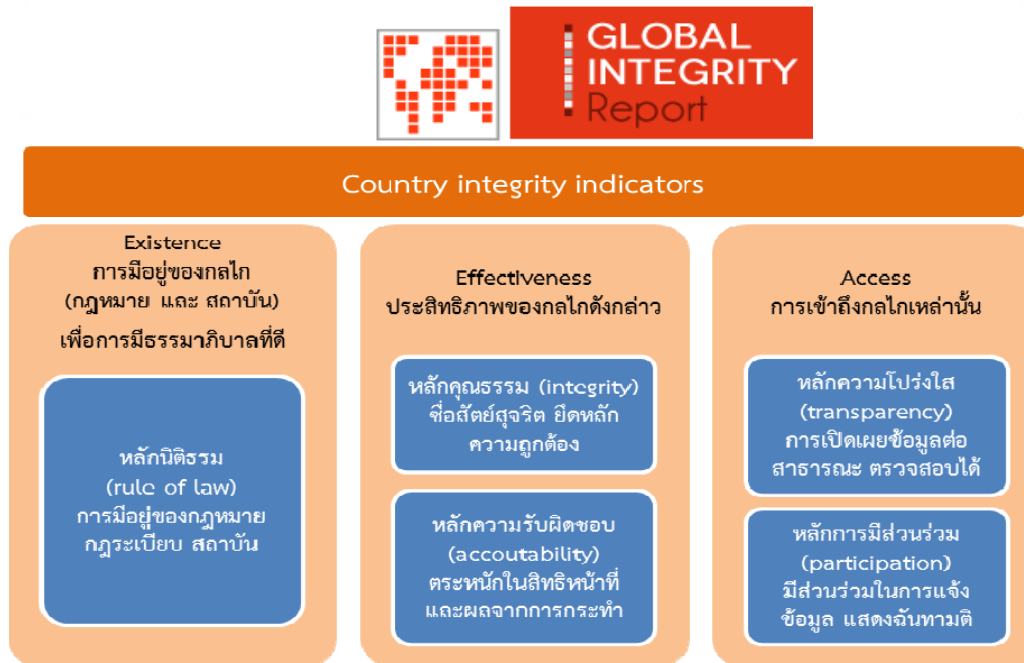 GLOBAL
INTEGRITY
Report
Country integrity indicators
Existence
การมีอยู่ของกลไก
(กฎหมาย และ สถาบัน)
เพื่อการมีธรรมาภิบาลที่ดี
หลักนิติธรรม
(rule of law)
การมีอยู่ของกฎหมาย
กฎระเบียบ สถาบัน
Effectiveness
ประสิทธิภาพของกลไกดังกล่าว
หลักคุณธรรม (integrity)
ซื่อสัตย์สุจริต ยึดหลัก
ความถูกต้อง
หลักความรับผิดชอบ
(accoutability)
ตระหนักในสิทธิหน้าที่
และผลจากการกระทำ
Access
การเข้าถึงกลไกเหล่านั้น
หลักความโปร่งใส
(transparency)
การเปิดเผยข้อมูลต่อ
สาธารณะ ตรวจสอบได้
หลักการมีส่วนร่วม
(participation)
มีส่วนร่วมในการแจ้ง
ข้อมูล แสดงฉันทามติ